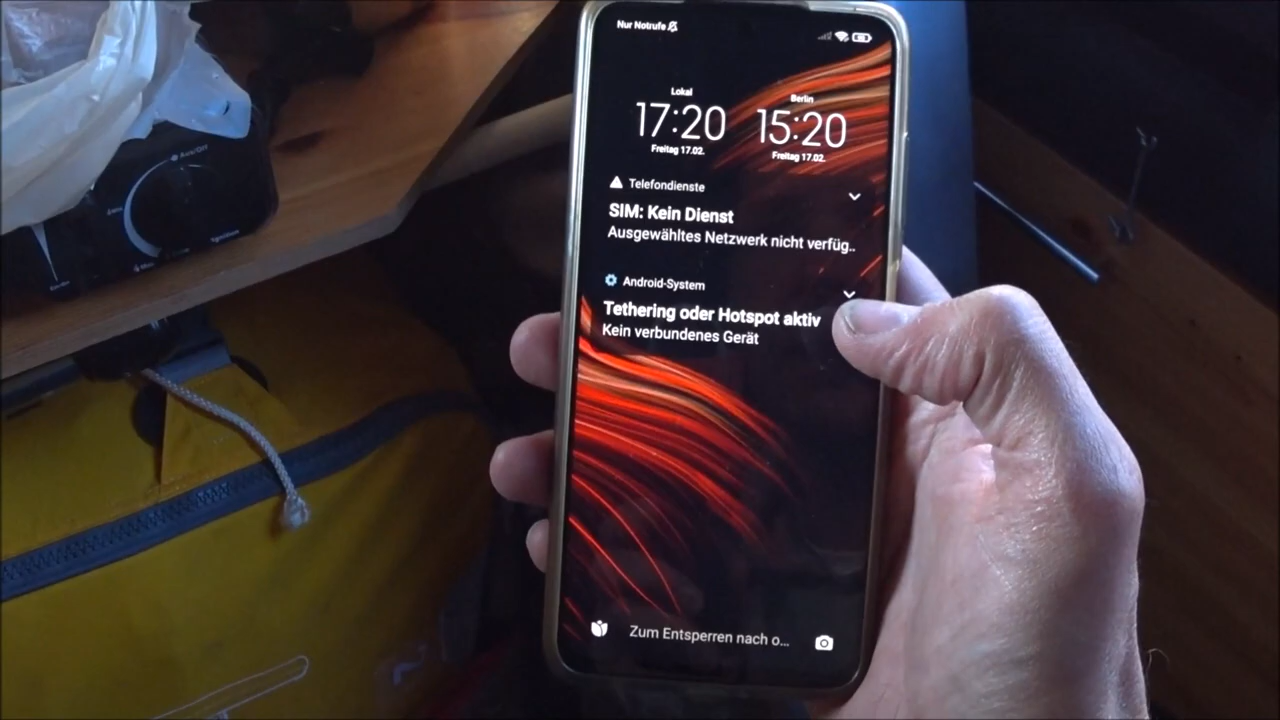 Nur Notrufe
Lokal
17:20
Freitag 17.02.
Berlin
15:20
Freitag 17.02.
Telefondienste
SIM: Kein Dienst
Ausgewähltes Netzwerk nicht verfüg..
Android-System
Tethering oder Hotspot aktiv
Kein verbundenes Gerät
Zum Entsperren nach o...